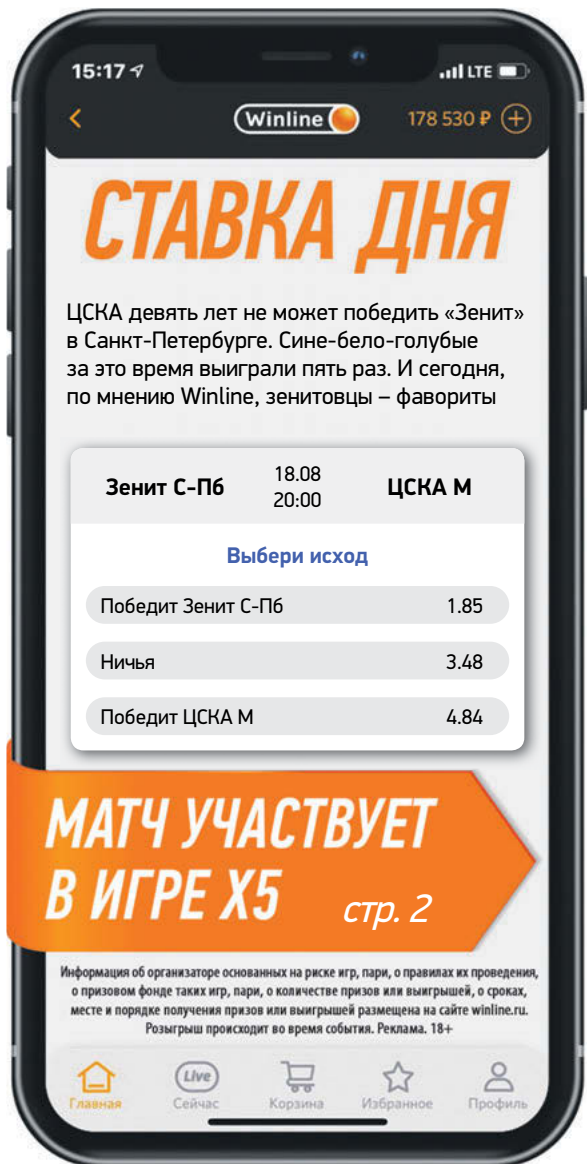 15:17 LTE
Winline 178 530 ₽
СТАВКА ДНЯ
ЦСКА девять лет не может победить «Зенит»
в Санкт-Петербурге. Сине-бело-голубые
за это время выиграли пять раз. И сегодня,
по мнению Winline, зенитовцы – фавориты
Зенит С-Пб 18.08 ЦСКА М
20:00
Выбери исход
Победит Зенит С-Пб 1.85
Ничья 3.48
Победит ЦСКА М 4.84
МАТЧ УЧАСТВУЕТ
В ИГРЕ Х5 стр. 2
Информация об организаторе основанных на риске игр, пари, о правилах их проведения,
о призовом фонде таких игр, пари, о количестве призов или выигрышей, о сроках,
месте и порядке получения призов или выигрышей размещена на сайте winline.ru.
Розыгрыш происходит во время события. Реклама. 18+
Live
Главная Сейчас Корзина Избранное Профиль